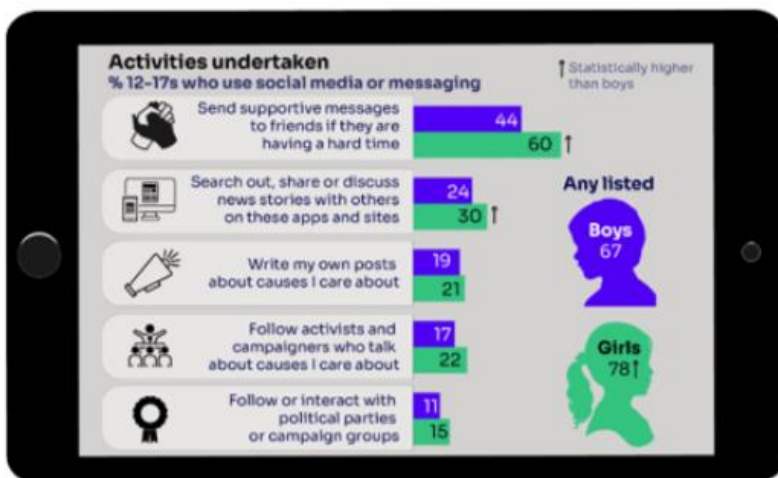 Activities undertaken
% 12-17s who use social media or messaging
↑ Statistically higher
than boys
Send supportive messages
to friends if they are
having a hard time
44
60 ↑
Search out, share or discuss
news stories with others
on these apps and sites
24
30 ↑
Write my own posts
about causes I care about
19
21
Follow activists and
campaigners who talk
about causes I care about
17
22
Follow or interact with
political parties
or campaign groups
11
15
Any listed
Boys
67
Girls
78↑